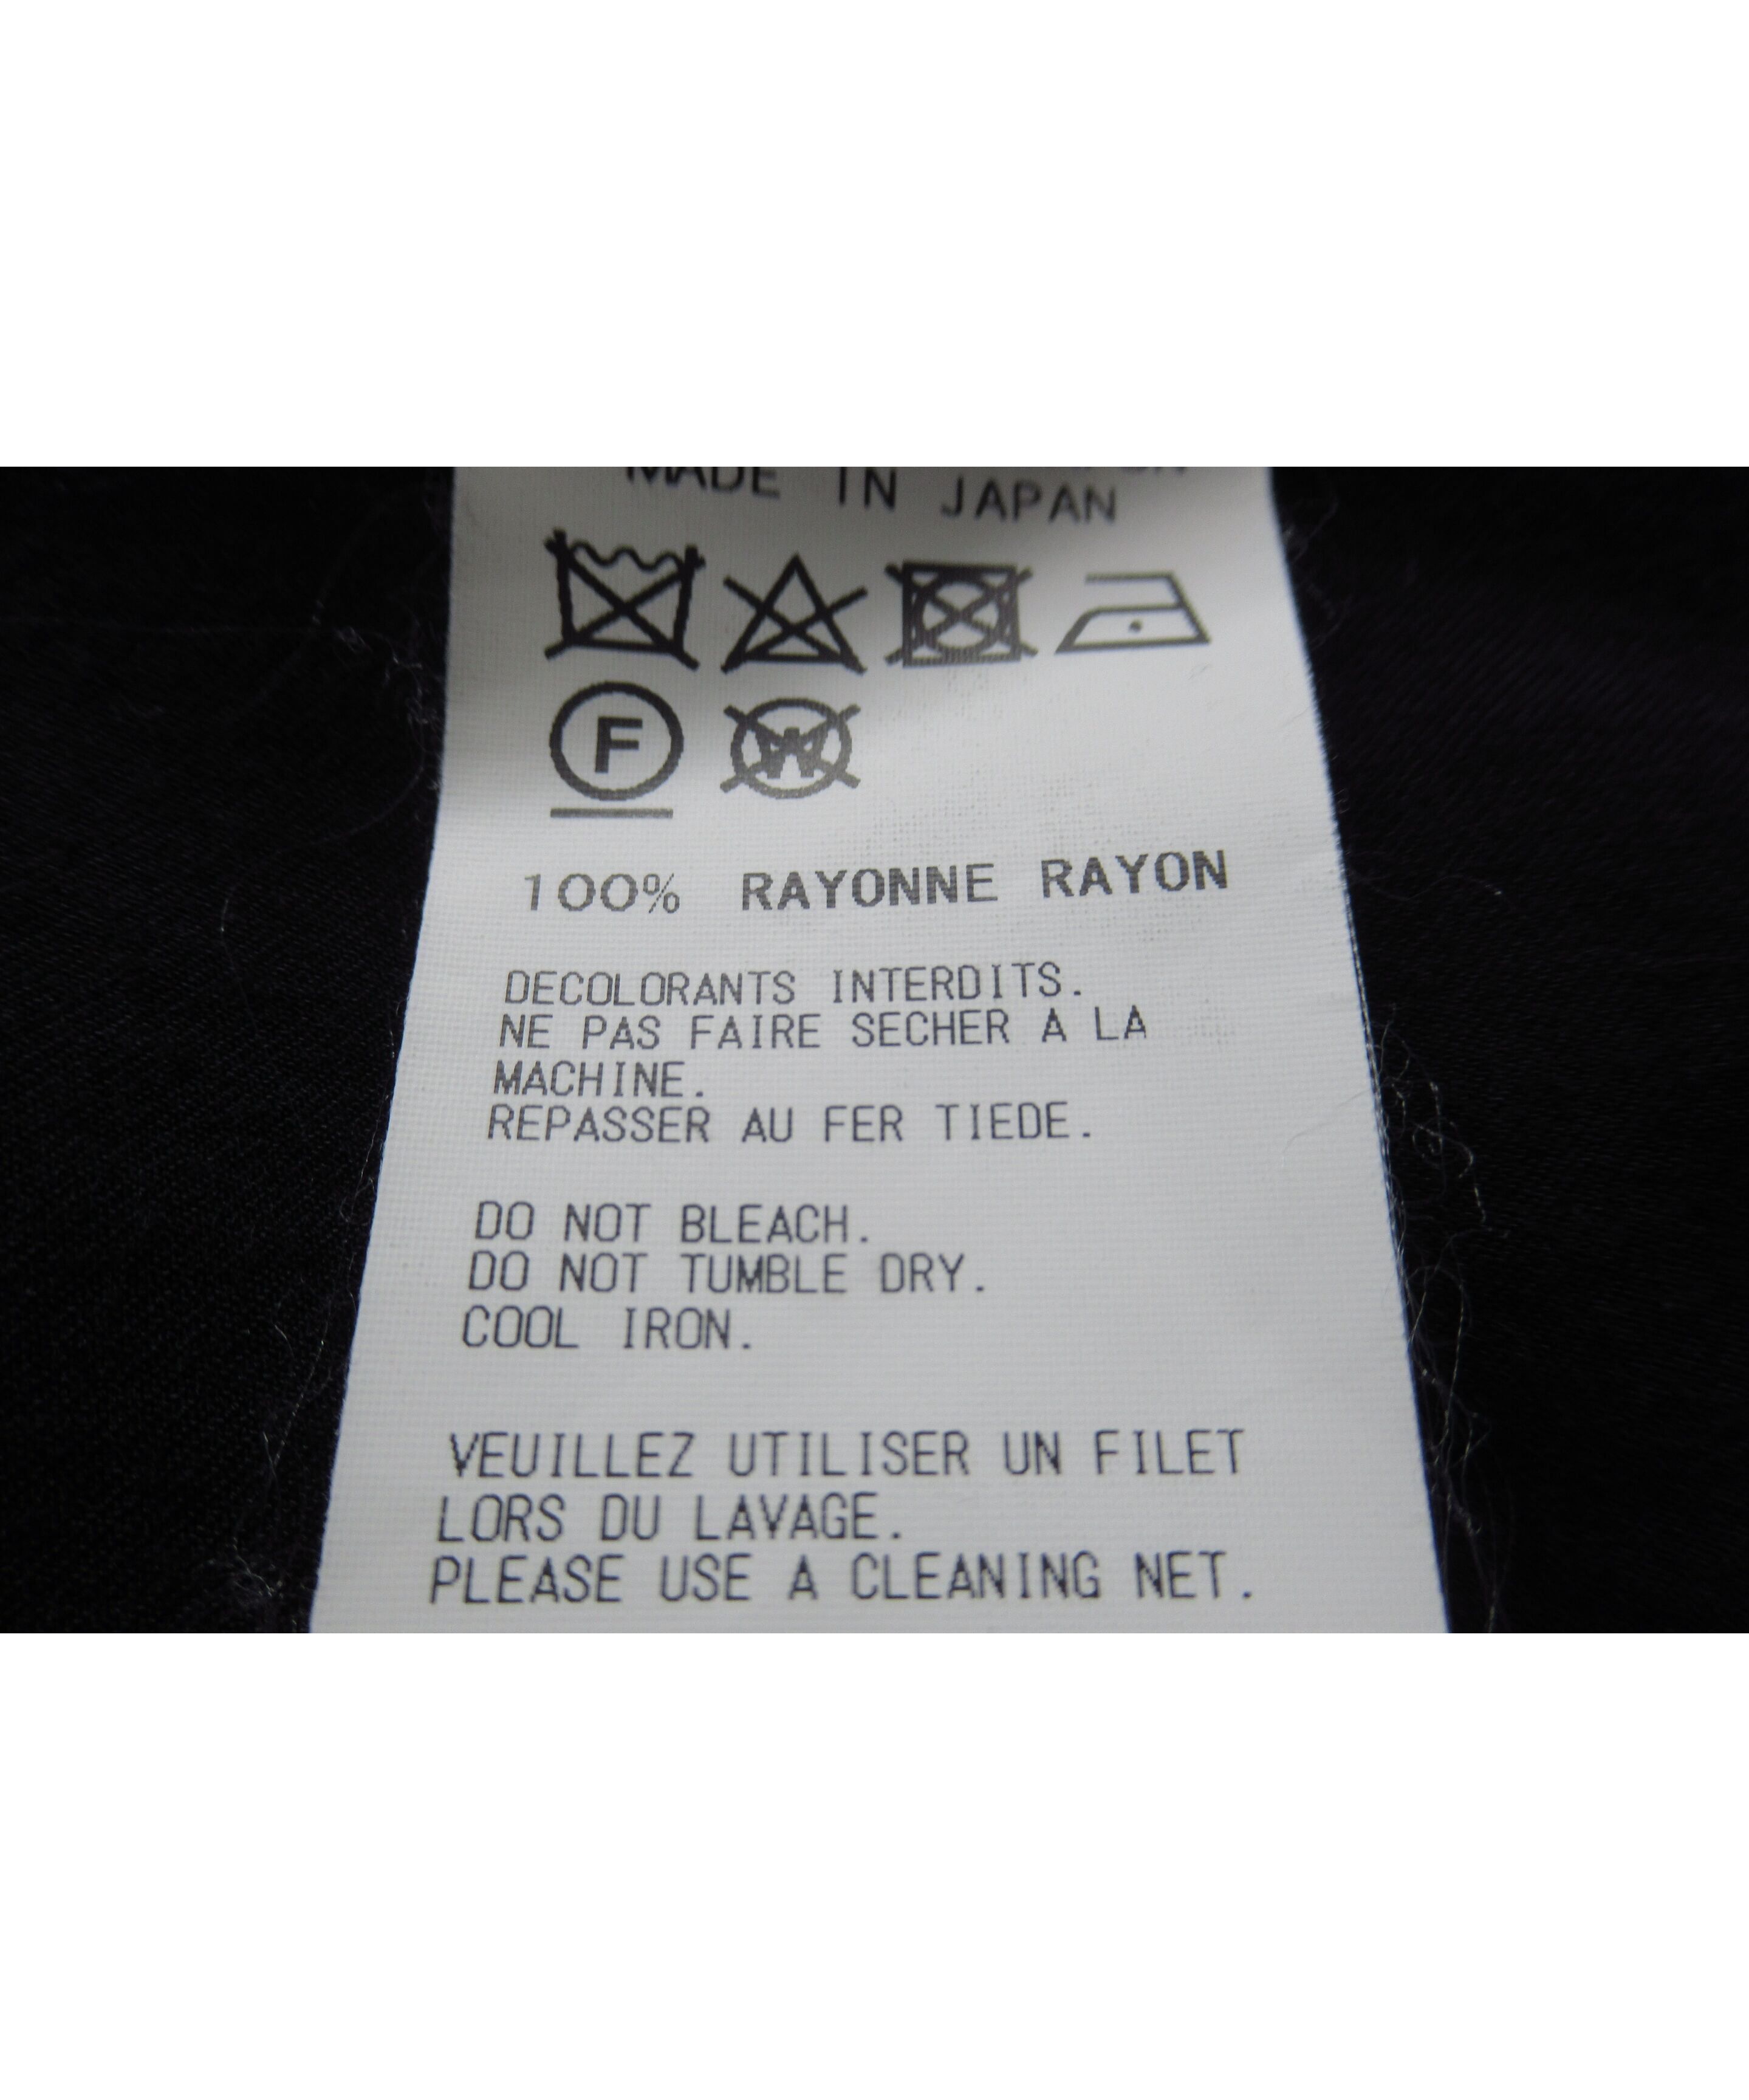 MADE IN JAPAN
F W
100% RAYONNE RAYON
DECOLORANTS INTERDITS.
NE PAS FAIRE SECHER A LA
MACHINE.
REPASSER AU FER TIEDE.
DO NOT BLEACH.
DO NOT TUMBLE DRY.
COOL IRON.
VEUILLEZ UTILISER UN FILET
LORS DU LAVAGE.
PLEASE USE A CLEANING NET.